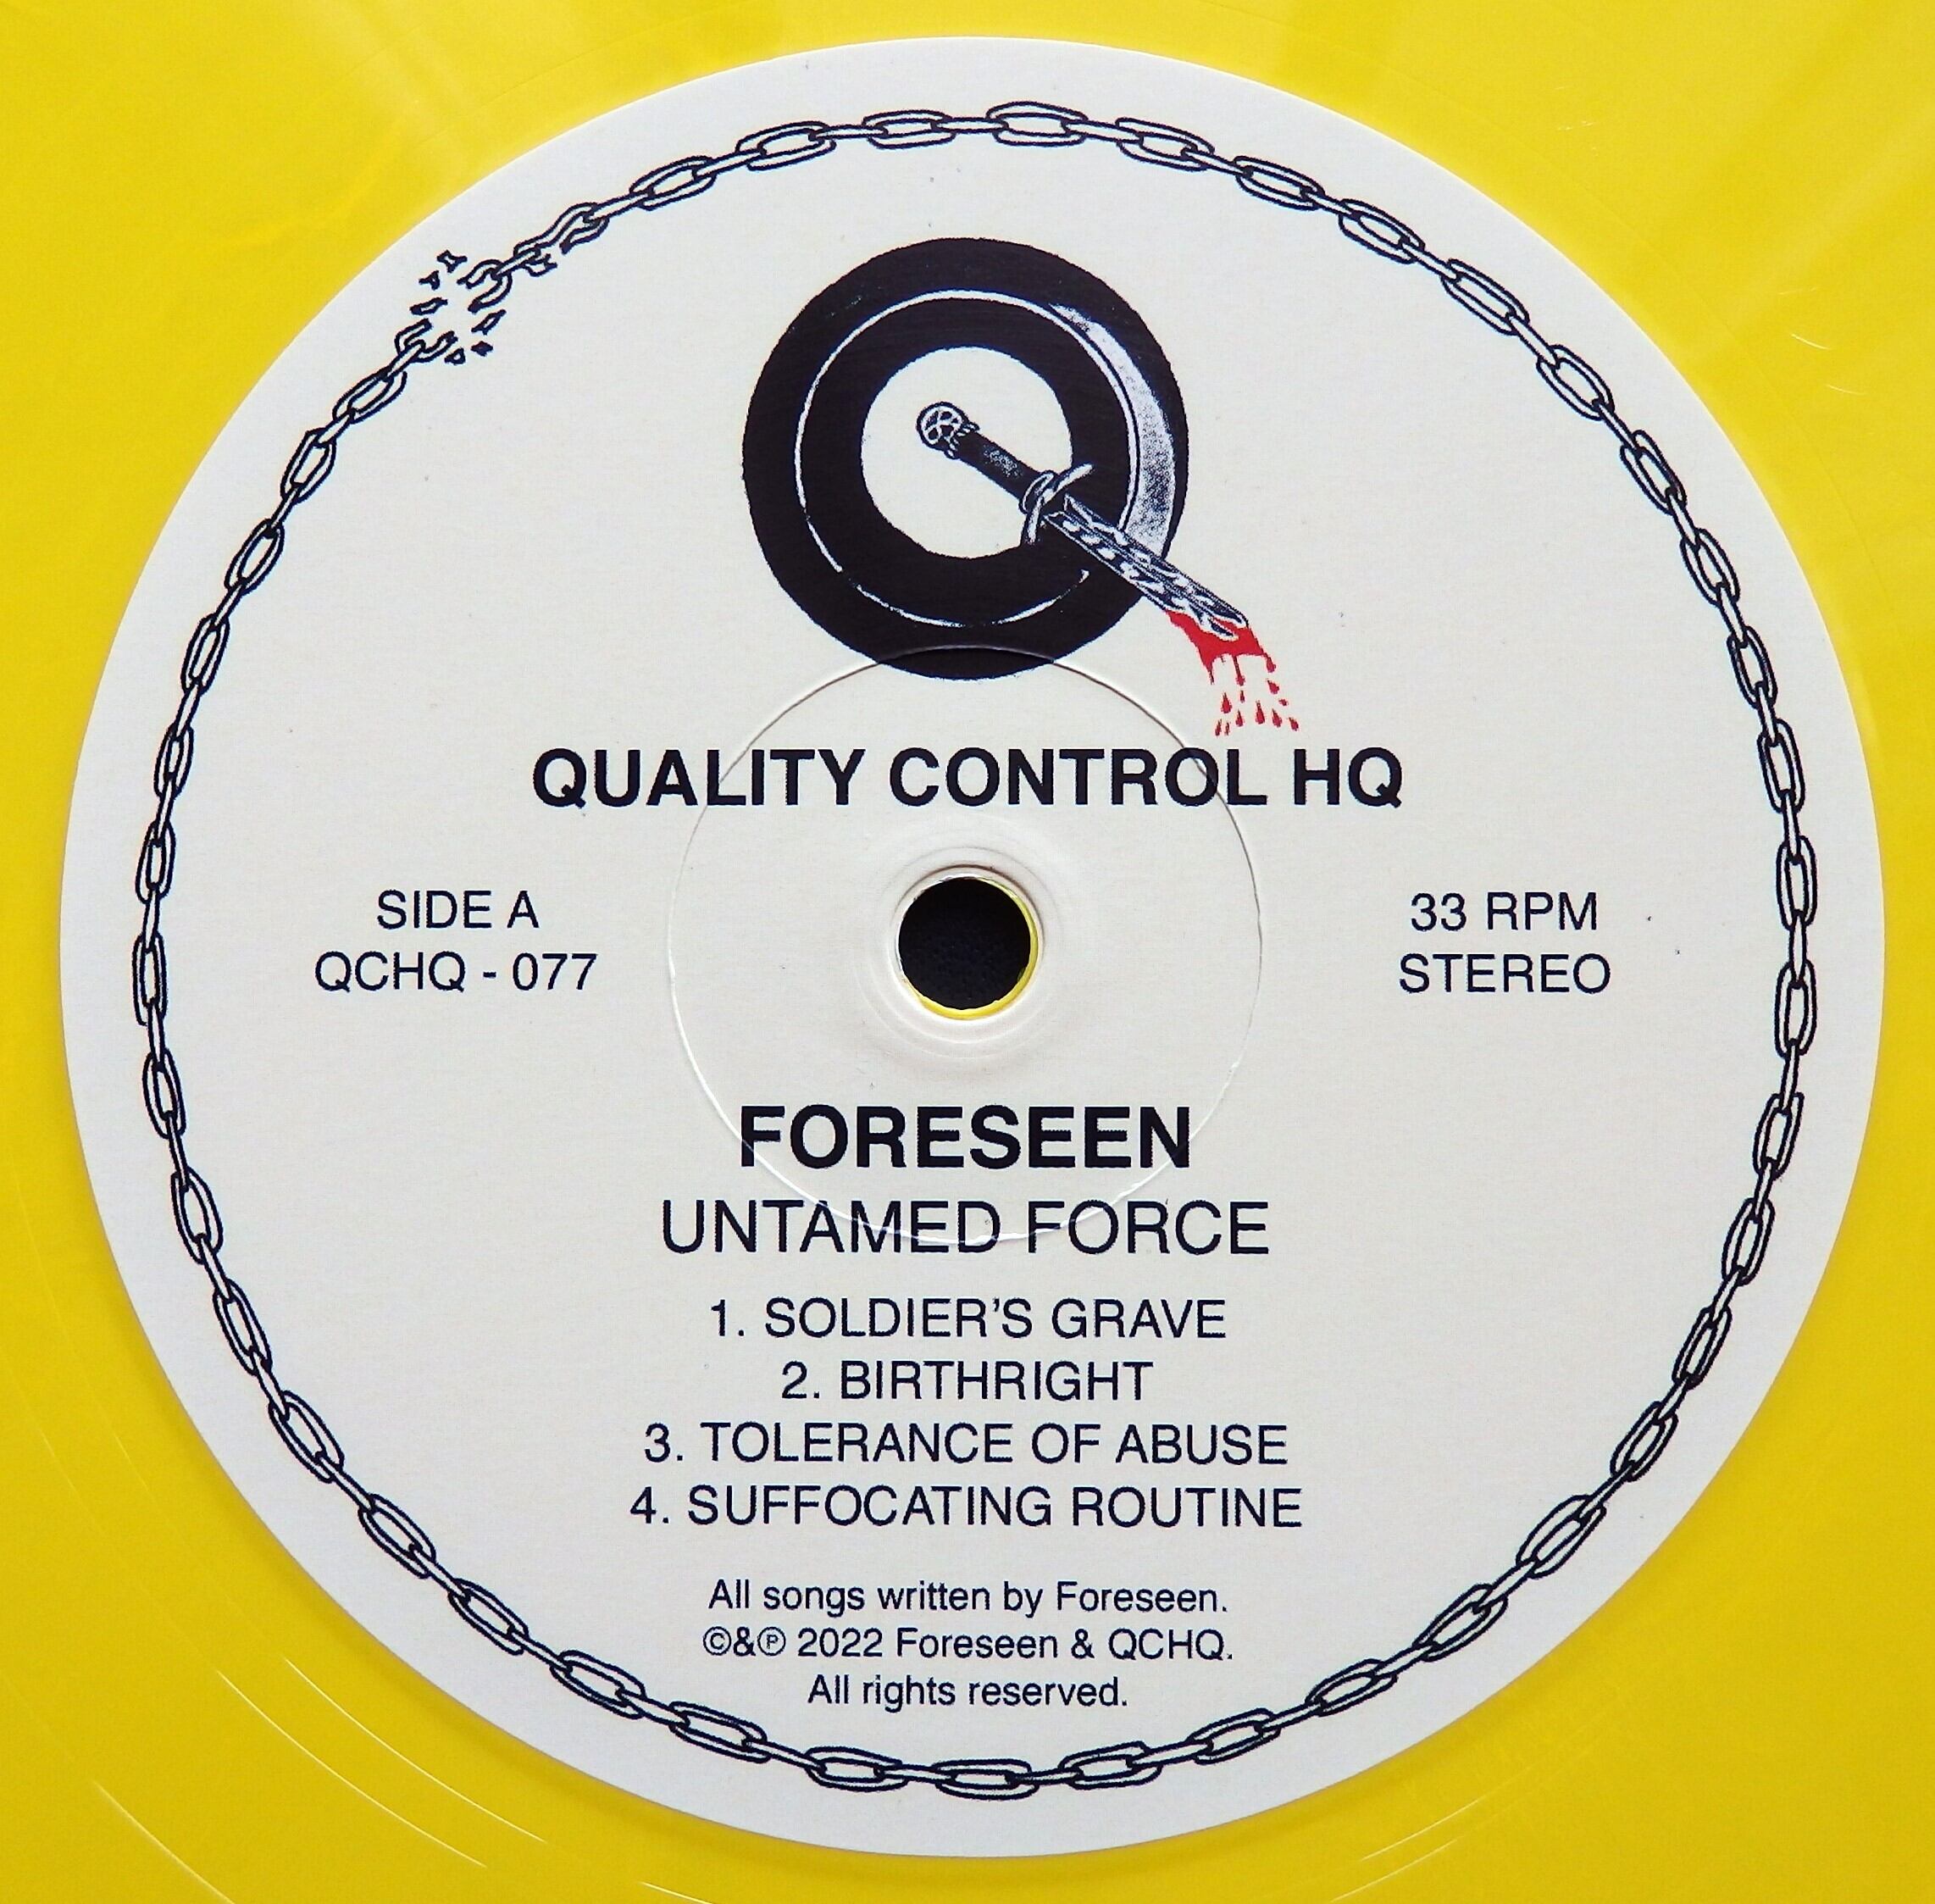 QUALITY CONTROL HQ
SIDE A
QCHQ - 077
33 RPM
STEREO
FORESEEN
UNTAMED FORCE
1. SOLDIER’S GRAVE
2. BIRTHRIGHT
3. TOLERANCE OF ABUSE
4. SUFFOCATING ROUTINE
All songs written by Foreseen.
©&℗ 2022 Foreseen & QCHQ.
All rights reserved.